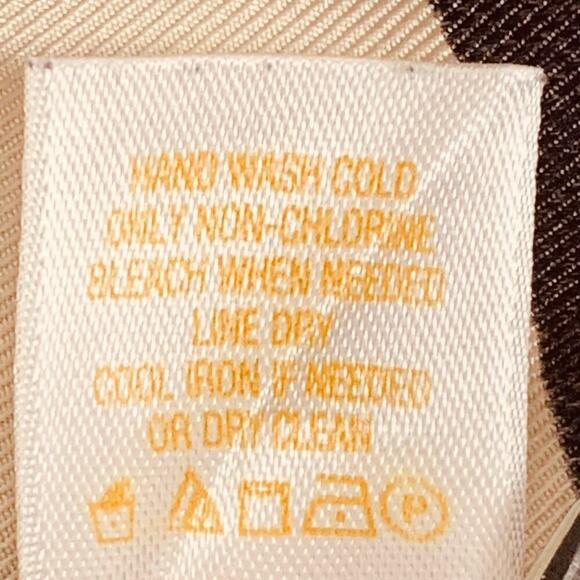 HAND WASH COLD
ONLY NON-CHLORINE
BLEACH WHEN NEEDED
LINE DRY
COOL IRON IF NEEDED
OR DRY CLEAN
P